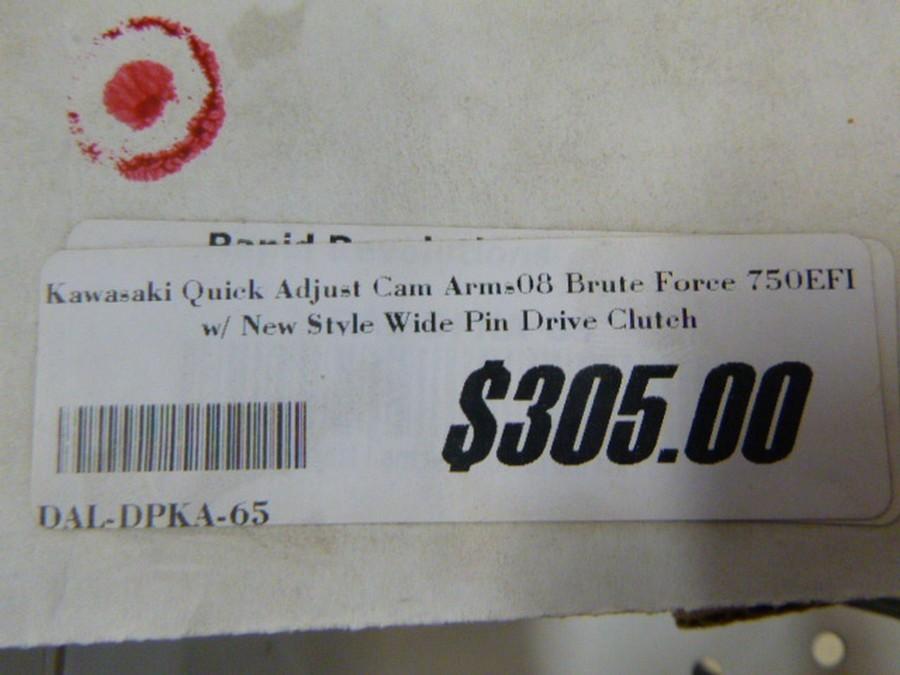 Rapid
Kawasaki Quick Adjust Cam Arms08 Brute Force 750EFI
w/ New Style Wide Pin Drive Clutch
$305.00
DAL-DPKA-65